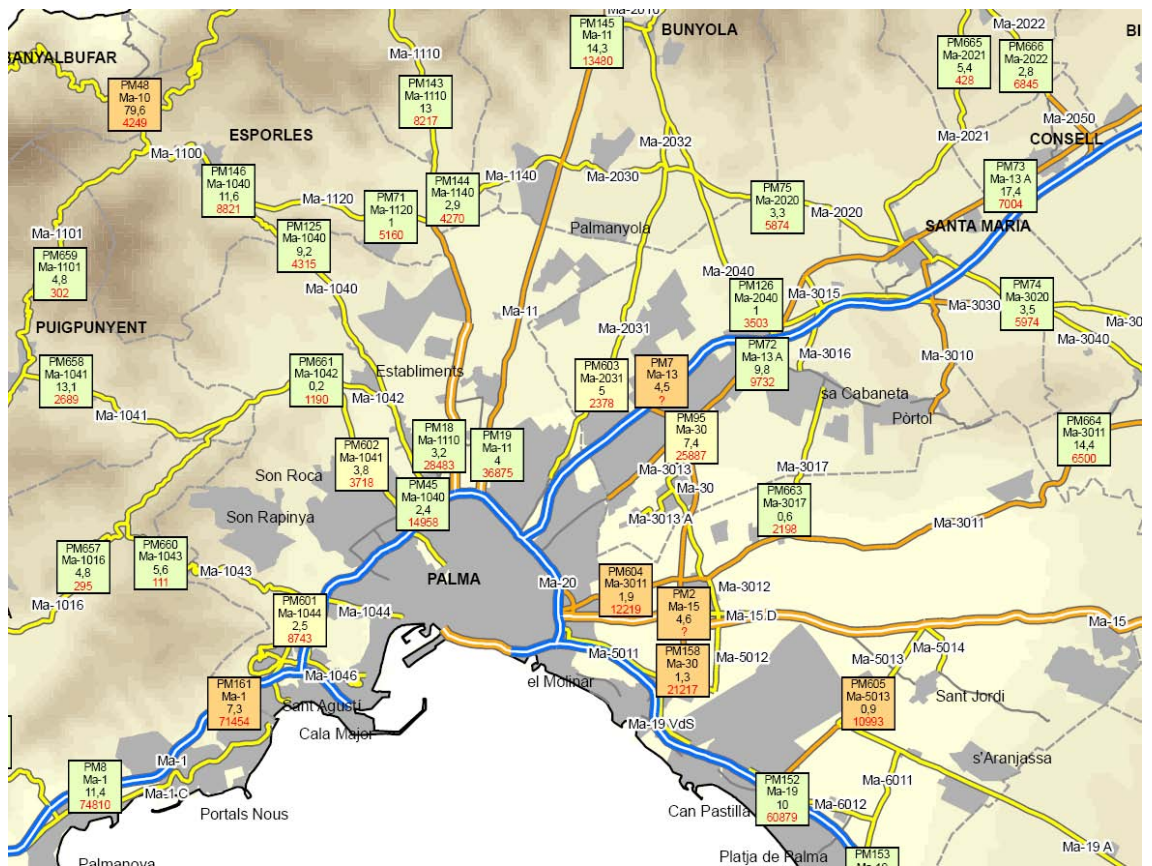 Ma-2010
PM145
Ma-11
14,3
13480
BUNYOLA
Ma-2022
PM665
Ma-2021
5,4
428
PM666
Ma-2022
2,8
6845
BANYALBUFAR
PM48
Ma-10
79,6
4249
Ma-1110
PM143
Ma-1110
13
8217
ESPORLES
Ma-2050
CONSELL
Ma-2021
Ma-2032
Ma-1100
PM146
Ma-1040
11,6
8821
Ma-1120
PM71
Ma-1120
1
5160
PM144
Ma-1140
2,9
4270
Ma-1140
Ma-2030
PM75
Ma-2020
3,3
5874
Ma-2020
PM73
Ma-13 A
17,4
7004
SANTA MARIA
Palmanyola
PM125
Ma-1040
9,2
4315
Ma-1101
PM659
Ma-1101
4,8
302
Ma-1040
Ma-2040
PM126
Ma-2040
1
3503
Ma-3015
Ma-3030
PM74
Ma-3020
3,5
5974
Ma-3040
Ma-11
Ma-2031
PUIGPUNYENT
PM658
Ma-1041
13,1
2689
Ma-1041
PM661
Ma-1042
0,2
1190
Ma-1042
Establiments
PM603
Ma-2031
5
2378
PM7
Ma-13
4,5
?
PM72
Ma-13 A
9,8
9732
Ma-3016
Ma-3010
sa Cabaneta
Pòrtol
PM664
Ma-3011
14,4
6500
PM602
Ma-1041
3,8
3718
PM18
Ma-1110
3,2
28483
PM19
Ma-11
4
36875
PM95
Ma-30
7,4
25887
Ma-3013
Ma-30
Ma-3013 A
Ma-3017
PM663
Ma-3017
0,6
2198
Ma-3011
Son Roca
Son Rapinya
PM45
Ma-1040
2,4
14958
PM657
Ma-1016
4,8
295
PM660
Ma-1043
5,6
111
Ma-1043
Ma-1016
PALMA
Ma-20
PM604
Ma-3011
1,9
12219
PM2
Ma-15
4,6
?
Ma-3012
Ma-15 D
Ma-15
PM601
Ma-1044
2,5
8743
Ma-1044
Ma-1046
Ma-5011
PM158
Ma-30
1,3
21217
Ma-5012
Ma-5013
Ma-5014
el Molinar
PM161
Ma-1
7,3
71454
Sant Agustí
Cala Major
PM605
Ma-5013
0,9
10993
Sant Jordi
Ma-19 VdS
s'Aranjassa
PM8
Ma-1
11,4
74810
Ma-1
Ma-1 C
Portals Nous
Palmanova
PM152
Ma-19
10
60879
Can Pastilla
Ma-6011
Ma-6012
Platja de Palma
PM153
Ma-19 A